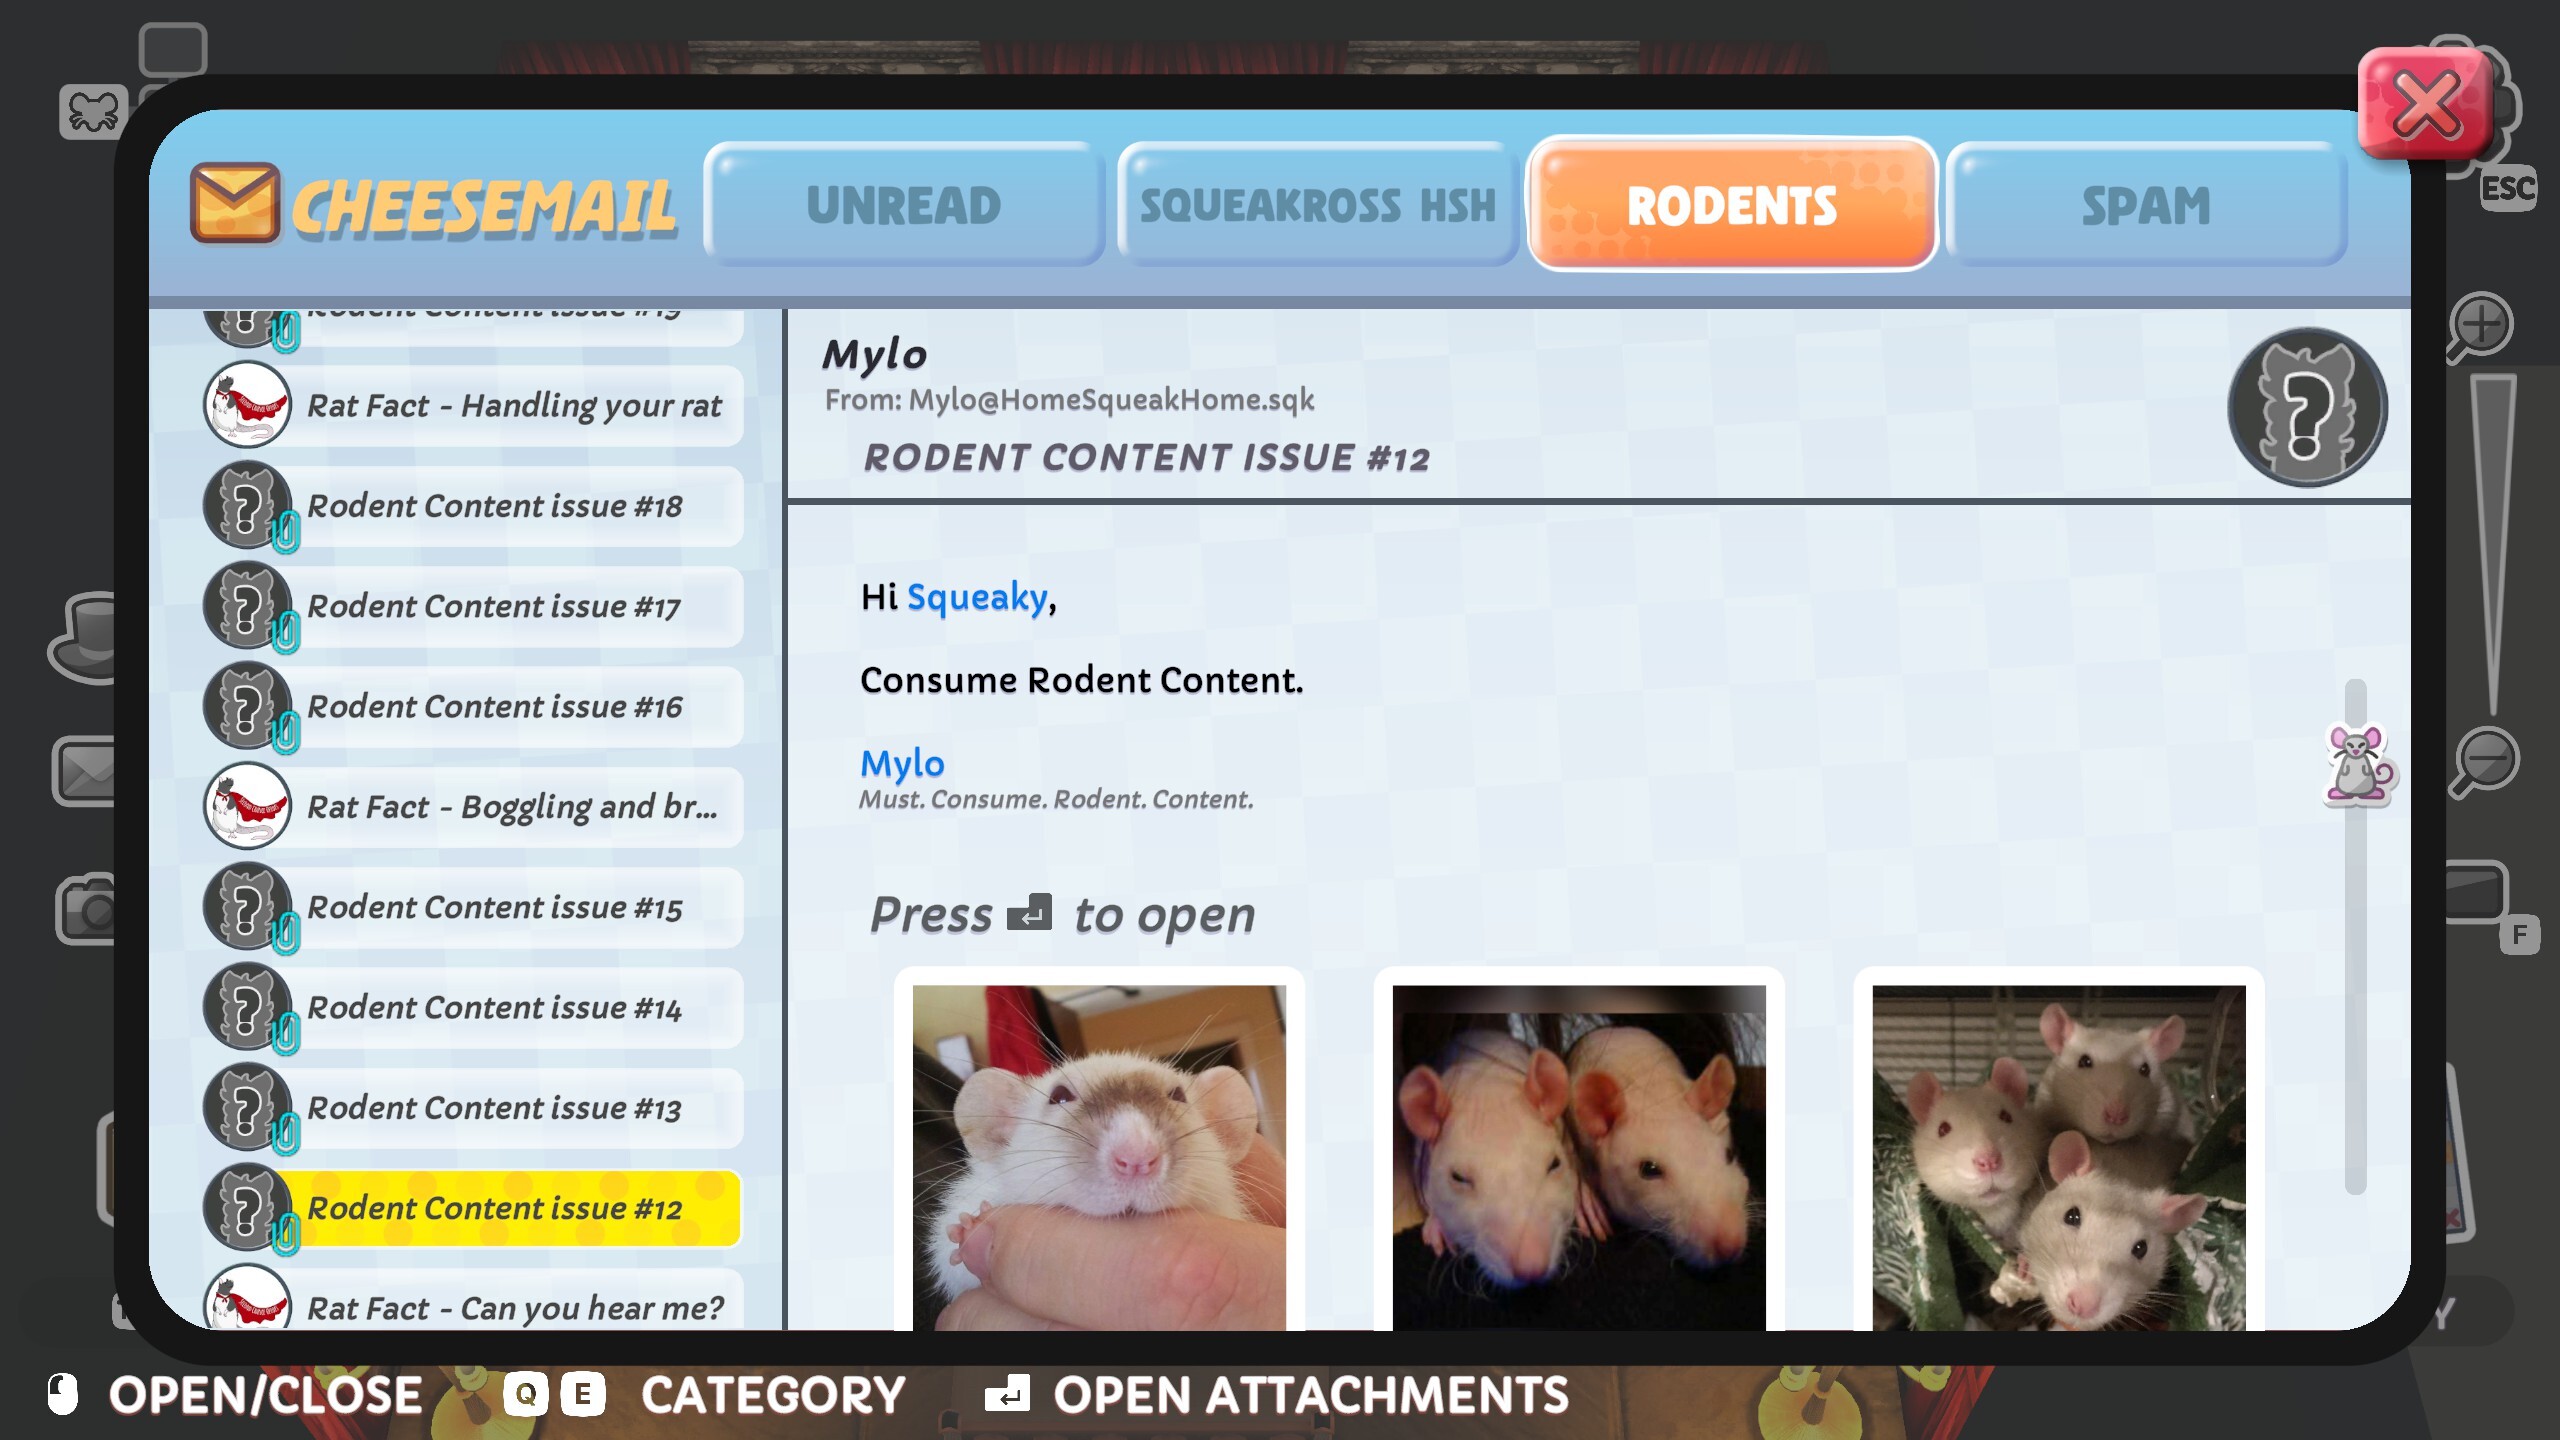 CHEESEMAIL
UNREAD
SQUEAKROSS HSH
RODENTS
SPAM
ESC
Rodent Content issue #19
Rat Fact - Handling your rat
Rodent Content issue #18
Rodent Content issue #17
Rodent Content issue #16
Rat Fact - Boggling and br...
Rodent Content issue #15
Rodent Content issue #14
Rodent Content issue #13
Rodent Content issue #12
Rat Fact - Can you hear me?
Mylo
From: Mylo@HomeSqueakHome.sqk
RODENT CONTENT ISSUE #12
Hi Squeaky,
Consume Rodent Content.
Mylo
Must. Consume. Rodent. Content.
Press to open
F
Y
OPEN/CLOSE
Q E CATEGORY
OPEN ATTACHMENTS